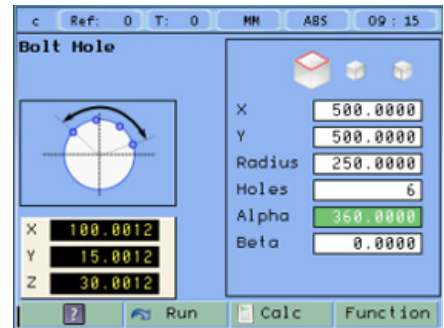 c Ref: 0 T: 0 MM ABS 09 : 15
Bolt Hole
X 500.0000
Y 500.0000
Radius 250.0000
Holes 6
Alpha 360.0000
Beta 0.0000
X 100.0012
Y 15.0012
Z 30.0012
? Run Calc Function